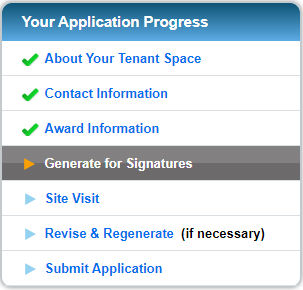 Your Application Progress
About Your Tenant Space
Contact Information
Award Information
Generate for Signatures
Site Visit
Revise & Regenerate (if necessary)
Submit Application